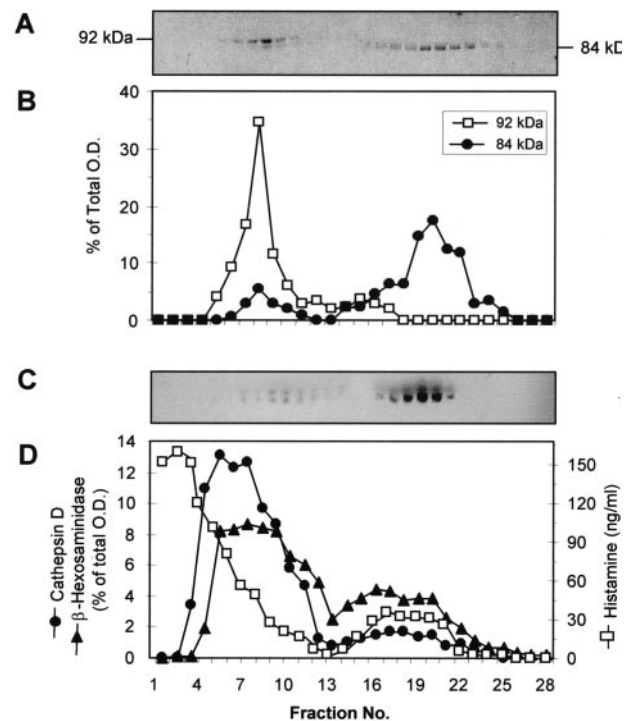 A
92 kDa
84 kD
B
40
30
20
10
0
% of Total O.D.
92 kDa
84 kDa
C
D
14
12
10
8
6
4
2
0
Cathepsin D
β-Hexosaminidase
(% of total O.D.)
150
120
90
60
30
0
Histamine (ng/ml)
1 4 7 10 13 16 19 22 25 28
Fraction No.